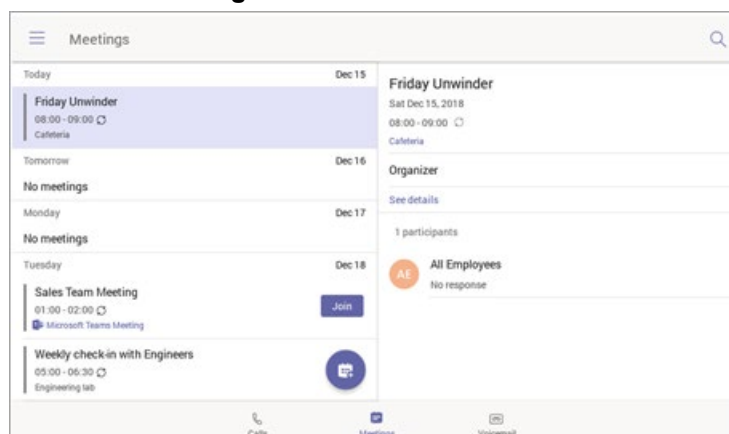 Meetings
Today Dec 15
Friday Unwinder
08:00 - 09:00
Cafeteria
Tomorrow Dec 16
No meetings
Monday Dec 17
No meetings
Tuesday Dec 18
Sales Team Meeting
01:00 - 02:00
Microsoft Teams Meeting
Join
Weekly check-in with Engineers
05:00 - 06:30
Engineering lab
Friday Unwinder
Sat Dec 15, 2018
08:00 - 09:00
Cafeteria
Organizer
See details
1 participants
AE
All Employees
No response
Calls Meetings Voicemail